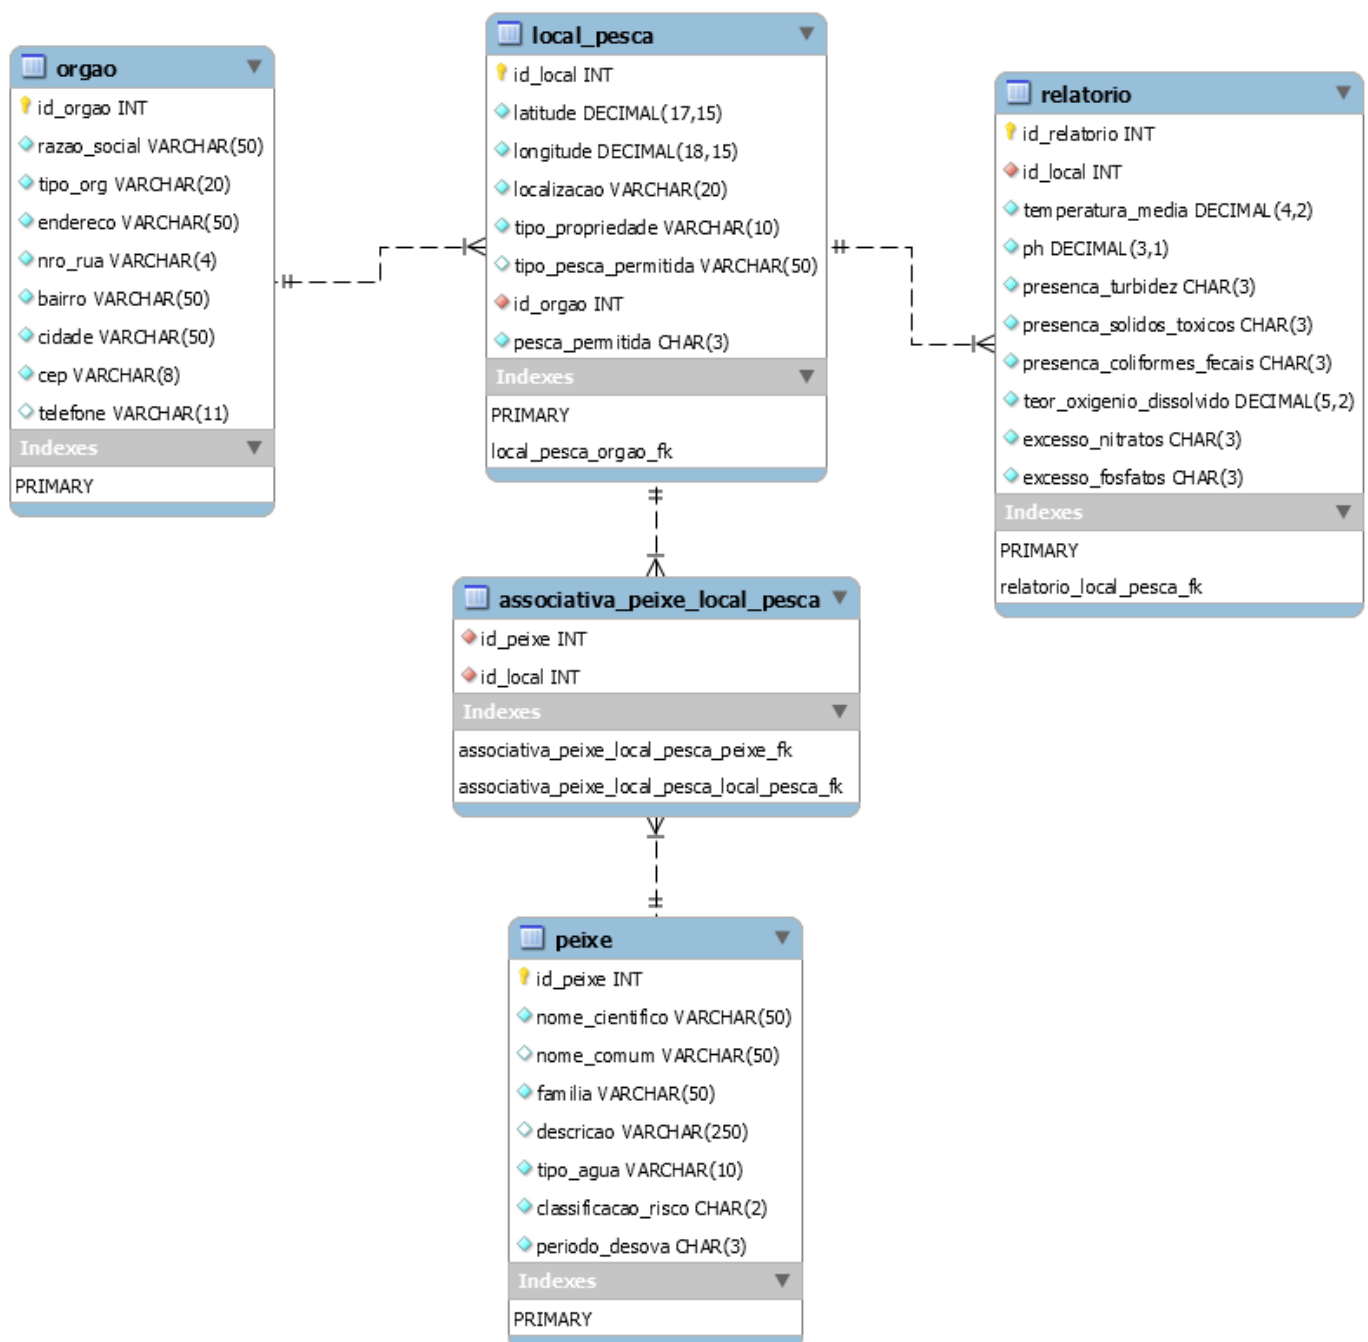 orgao
id_orgao INT
razao_social VARCHAR(50)
tipo_org VARCHAR(20)
endereco VARCHAR(50)
nro_rua VARCHAR(4)
bairro VARCHAR(50)
cidade VARCHAR(50)
cep VARCHAR(8)
telefone VARCHAR(11)
Indexes
PRIMARY
local_pesca
id_local INT
latitude DECIMAL(17,15)
longitude DECIMAL(18,15)
localizacao VARCHAR(20)
tipo_propriedade VARCHAR(10)
tipo_pesca_permitida VARCHAR(50)
id_orgao INT
pesca_permitida CHAR(3)
Indexes
PRIMARY
local_pesca_orgao_fk
relatorio
id_relatorio INT
id_local INT
temperatura_media DECIMAL(4,2)
ph DECIMAL(3,1)
presenca_turbidez CHAR(3)
presenca_solidos_toxicos CHAR(3)
presenca_coliformes_fecais CHAR(3)
teor_oxigenio_dissolvido DECIMAL(5,2)
excesso_nitratos CHAR(3)
excesso_fosfatos CHAR(3)
Indexes
PRIMARY
relatorio_local_pesca_fk
associativa_peixe_local_pesca
id_peixe INT
id_local INT
Indexes
associativa_peixe_local_pesca_peixe_fk
associativa_peixe_local_pesca_local_pesca_fk
peixe
id_peixe INT
nome_cientifico VARCHAR(50)
nome_comum VARCHAR(50)
familia VARCHAR(50)
descricao VARCHAR(250)
tipo_agua VARCHAR(10)
classificacao_risco CHAR(2)
periodo_desova CHAR(3)
Indexes
PRIMARY